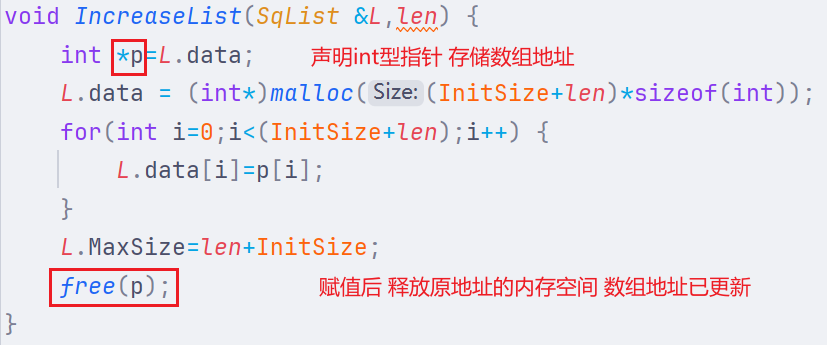 void IncreaseList(SqList &L,len) {
int *p=L.data; 声明int型指针 存储数组地址
L.data = (int*)malloc(Size:(InitSize+len)*sizeof(int));
for(int i=0;i<(InitSize+len);i++) {
L.data[i]=p[i];
}
L.MaxSize=len+InitSize;
free(p); 赋值后 释放原地址的内存空间 数组地址已更新
}